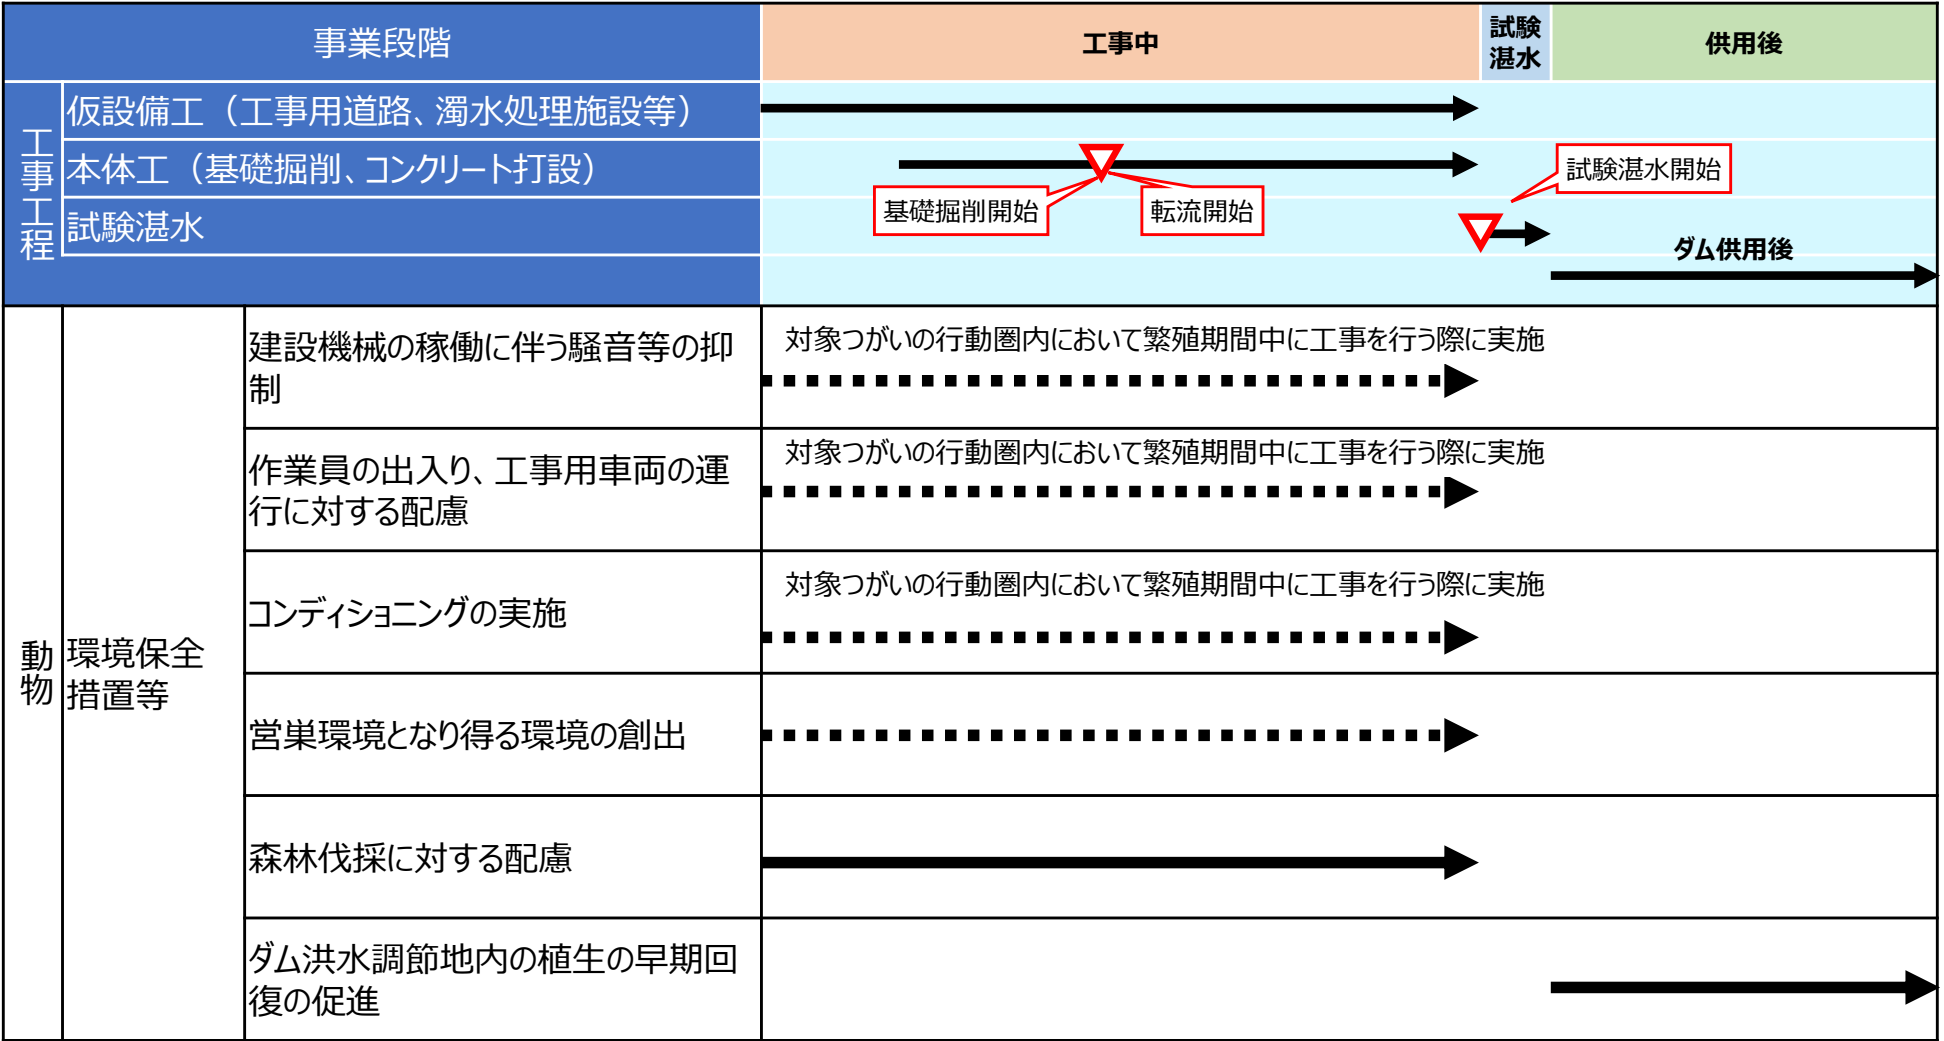 事業段階
工事中
試験
湛水
供用後
工事工程
仮設備工（工事用道路、濁水処理施設等）
本体工（基礎掘削、コンクリート打設）
試験湛水開始
基礎掘削開始
転流開始
試験湛水
ダム供用後
動物
環境保全
措置等
建設機械の稼働に伴う騒音等の抑
制
対象つがいの行動圏内において繁殖期間中に工事を行う際に実施
作業員の出入り、工事用車両の運
行に対する配慮
対象つがいの行動圏内において繁殖期間中に工事を行う際に実施
コンディショニングの実施
対象つがいの行動圏内において繁殖期間中に工事を行う際に実施
営巣環境となり得る環境の創出
森林伐採に対する配慮
ダム洪水調節地内の植生の早期回
復の促進